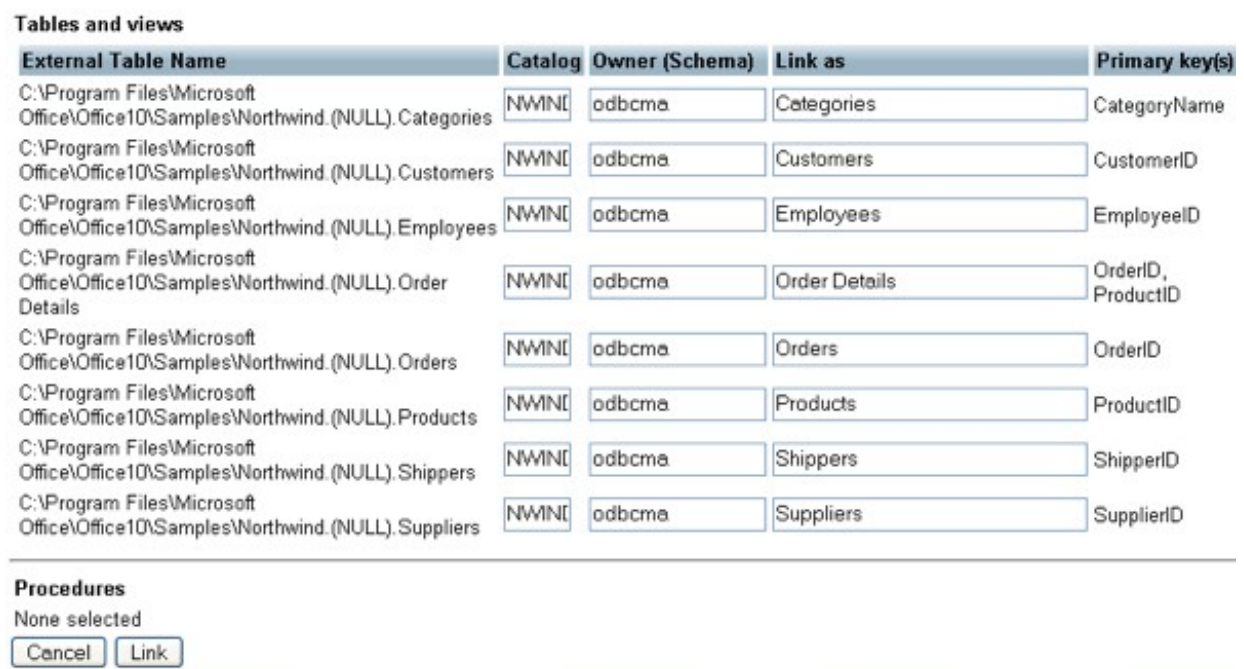 Tables and views
External Table Name Catalog Owner (Schema) Link as Primary key(s)
C:\Program Files\Microsoft
Office\Office10\Samples\Northwind.(NULL).Categories NWIND odbcma Categories CategoryName
C:\Program Files\Microsoft
Office\Office10\Samples\Northwind.(NULL).Customers NWIND odbcma Customers CustomerID
C:\Program Files\Microsoft
Office\Office10\Samples\Northwind.(NULL).Employees NWIND odbcma Employees EmployeeID
C:\Program Files\Microsoft
Office\Office10\Samples\Northwind.(NULL).Order NWIND odbcma Order Details OrderID,
Details ProductID
C:\Program Files\Microsoft
Office\Office10\Samples\Northwind.(NULL).Orders NWIND odbcma Orders OrderID
C:\Program Files\Microsoft
Office\Office10\Samples\Northwind.(NULL).Products NWIND odbcma Products ProductID
C:\Program Files\Microsoft
Office\Office10\Samples\Northwind.(NULL).Shippers NWIND odbcma Shippers ShipperID
C:\Program Files\Microsoft
Office\Office10\Samples\Northwind.(NULL).Suppliers NWIND odbcma Suppliers SupplierID
Procedures
None selected
Cancel Link